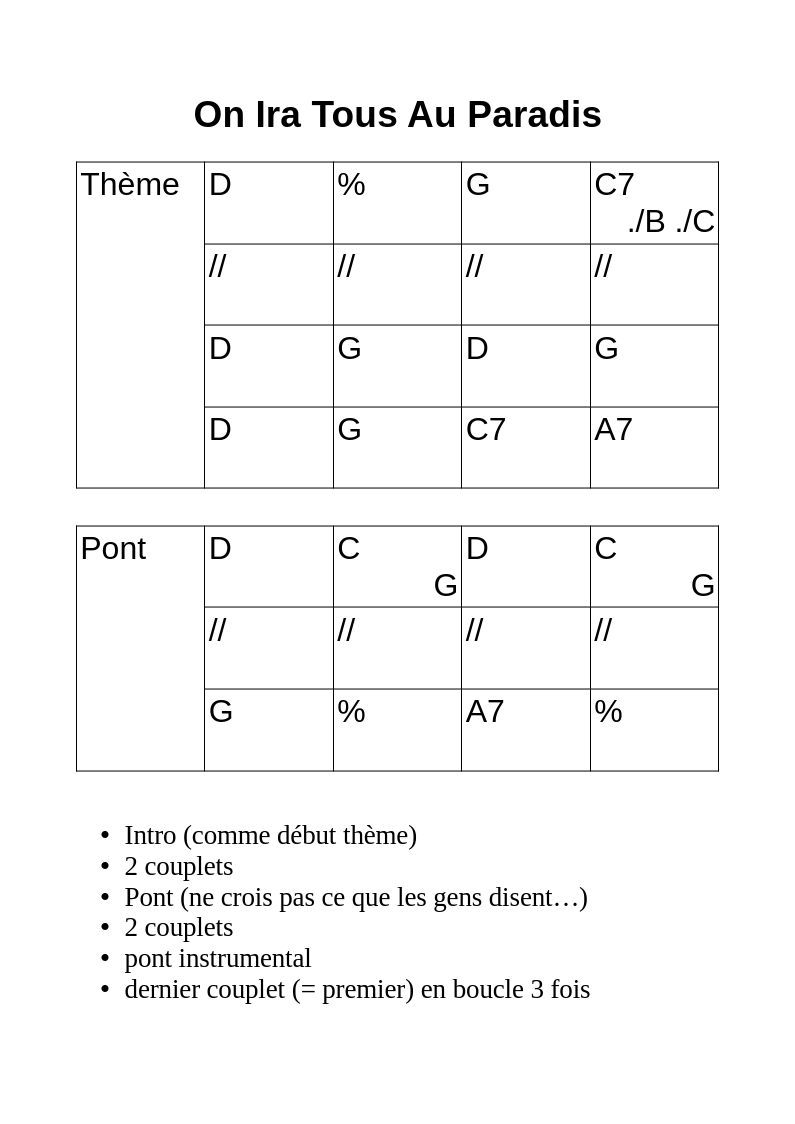 On Ira Tous Au Paradis
Thème D % G C7
./B ./C
// // // //
D G D G
D G C7 A7
Pont D C D C
G G
// // // //
G % A7 %
• Intro (comme début thème)
• 2 couplets
• Pont (ne crois pas ce que les gens disent…)
• 2 couplets
• pont instrumental
• dernier couplet (= premier) en boucle 3 fois